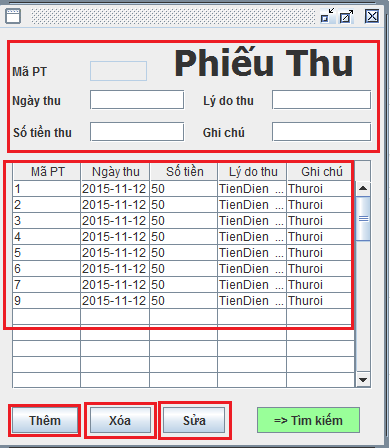 Phiếu Thu
Mã PT
Ngày thu Lý do thu
Số tiền thu Ghi chú
Mã PT Ngày thu Số tiền Lý do thu Ghi chú
1 2015-11-12 50 TienDien ... Thuroi
2 2015-11-12 50 TienDien ... Thuroi
3 2015-11-12 50 TienDien ... Thuroi
4 2015-11-12 50 TienDien ... Thuroi
5 2015-11-12 50 TienDien ... Thuroi
6 2015-11-12 50 TienDien ... Thuroi
7 2015-11-12 50 TienDien ... Thuroi
9 2015-11-12 50 TienDien ... Thuroi
Thêm Xóa Sửa => Tìm kiếm